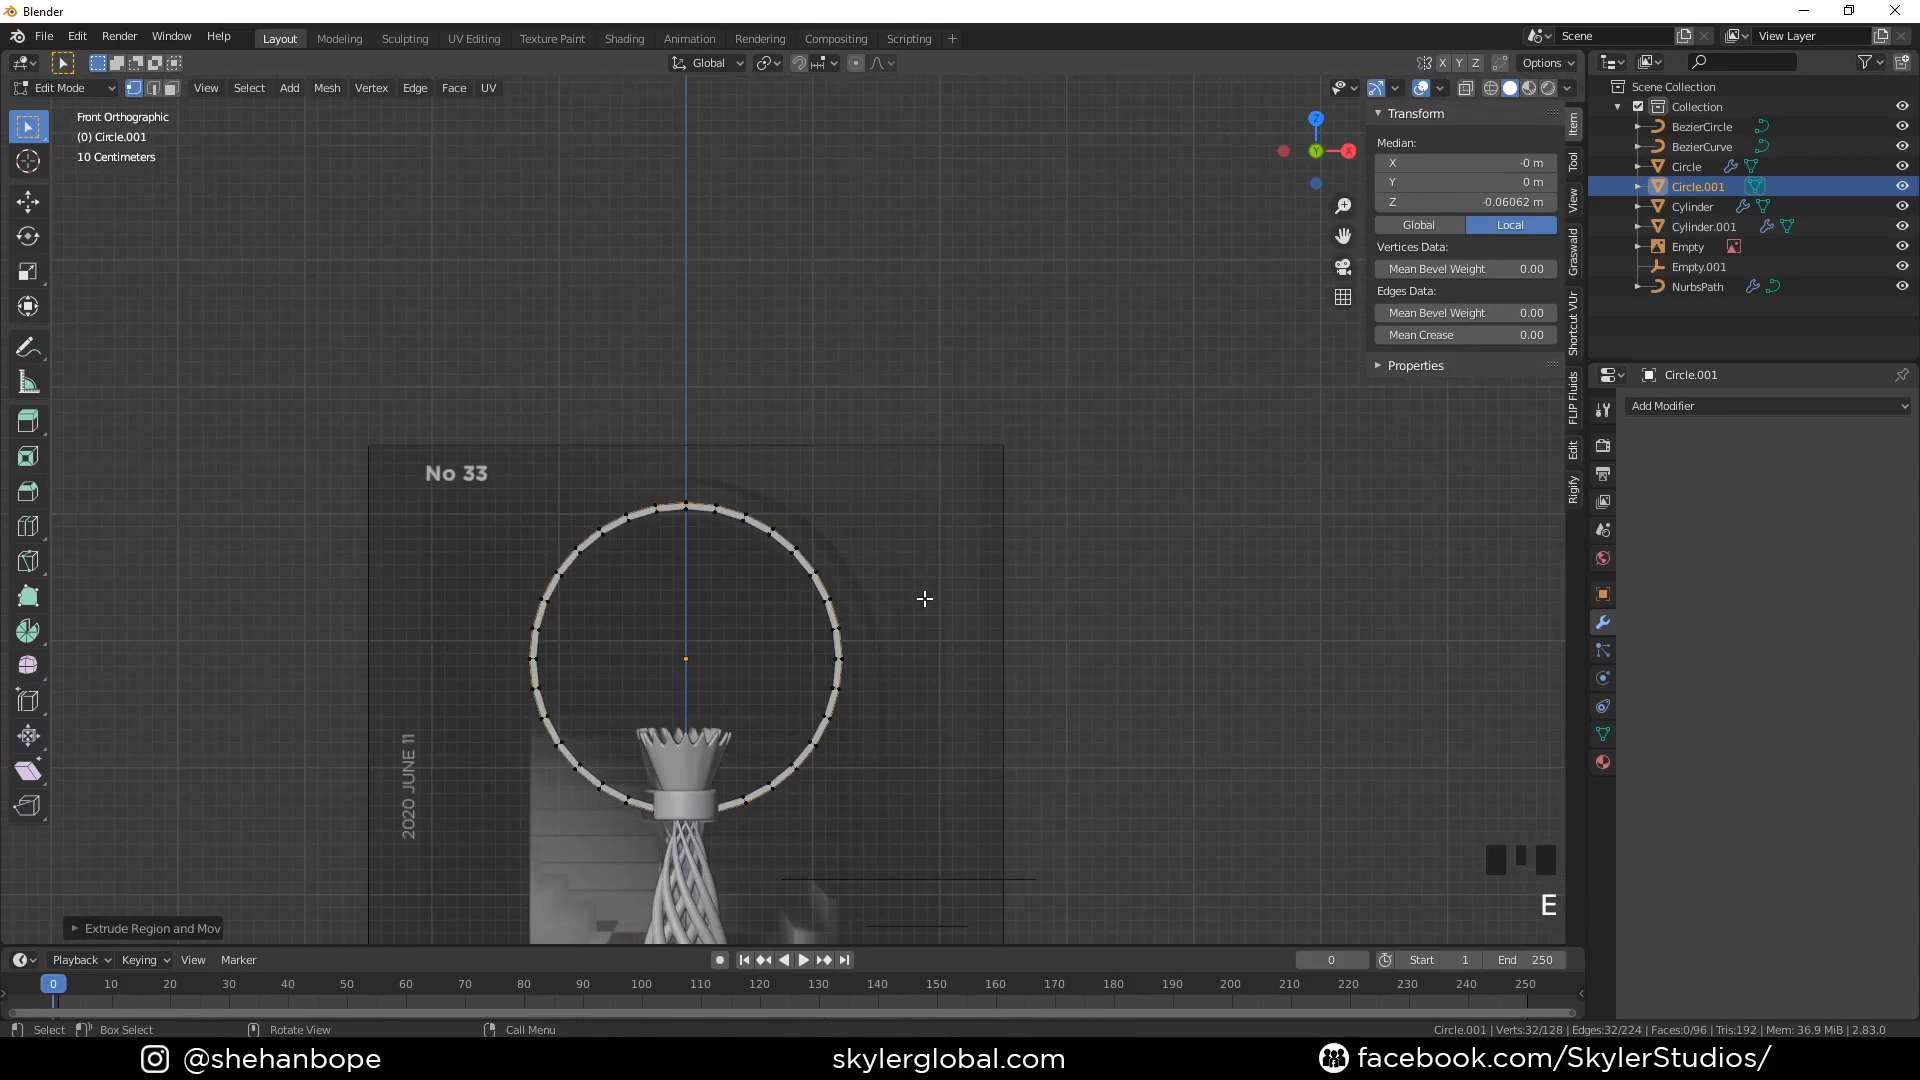 Blender
File Edit Render Window Help
Layout Modeling Sculpting UV Editing Texture Paint Shading Animation Rendering Compositing Scripting
Scene
View Layer
Global
X Y Z Options
Edit Mode View Select Add Mesh Vertex Edge Face UV
Front Orthographic
(0) Circle.001
10 Centimeters
Z
Y
X
Transform
Median:
X -0 m
Y 0 m
Z -0.06062 m
Global Local
Vertices Data:
Mean Bevel Weight 0.00
Edges Data:
Mean Bevel Weight 0.00
Mean Crease 0.00
Properties
Item
Tool
View
Graswald
Shortcut VUr
FLIP Fluids
Edit
Rigify
Scene Collection
Collection
BezierCircle
BezierCurve
Circle
Circle.001
Cylinder
Cylinder.001
Empty
Empty.001
NurbsPath
Circle.001
Add Modifier
No 33
2020 JUNE 11
E
Extrude Region and Mov
Playback Keying View Marker
0 Start 1 End 250
0 10 20 30 40 50 60 70 80 90 100 110 120 130 140 150 160 170 180 190 200 210 220 230 240 250
Select Box Select Rotate View Call Menu
Circle.001 | Verts:32/128 | Edges:32/224 | Faces:0/96 | Tris:192 | Mem: 36.9 MiB | 2.83.0
@shehanbope skylerglobal.com facebook.com/SkylerStudios/